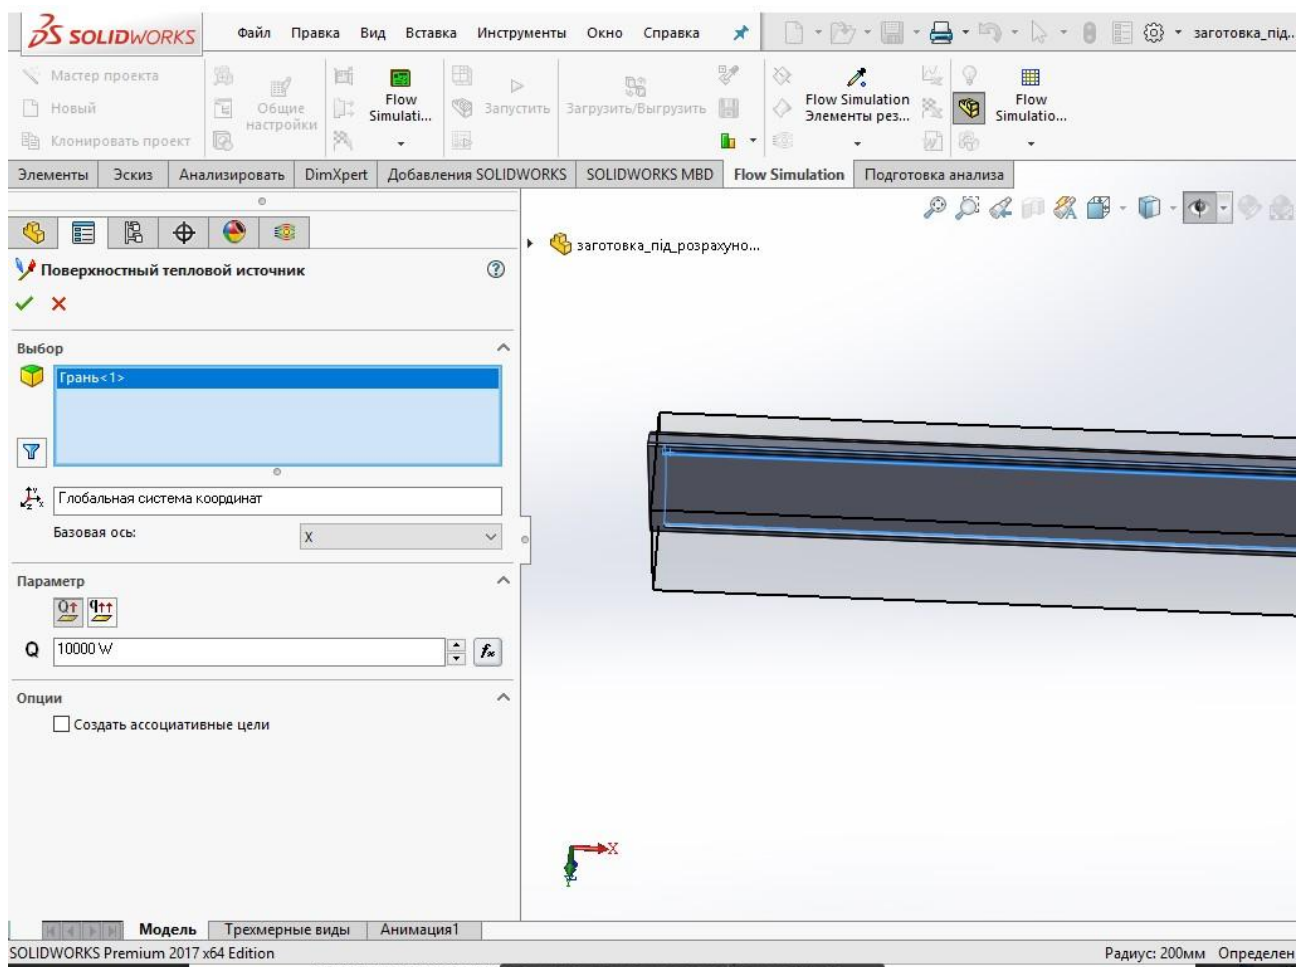 SOLIDWORKS
Файл Правка Вид Вставка Инструменты Окно Справка
заготовка_під...
Мастер проекта
Новый
Клонировать проект
Общие настройки
Flow Simulati...
Запустить
Загрузить/Выгрузить
Flow Simulation Элементы рез...
Flow Simulatio...
Элементы Эскиз Анализировать DimXpert Добавления SOLIDWORKS SOLIDWORKS MBD Flow Simulation Подготовка анализа
заготовка_під_розрахуно...
Поверхностный тепловой источник
Выбор
Грань<1>
Глобальная система координат
Базовая ось: X
Параметр
Q 10000 W
Опции
Создать ассоциативные цели
X
Y
Модель Трехмерные виды Анимация1
SOLIDWORKS Premium 2017 x64 Edition
Радиус: 200мм Определен